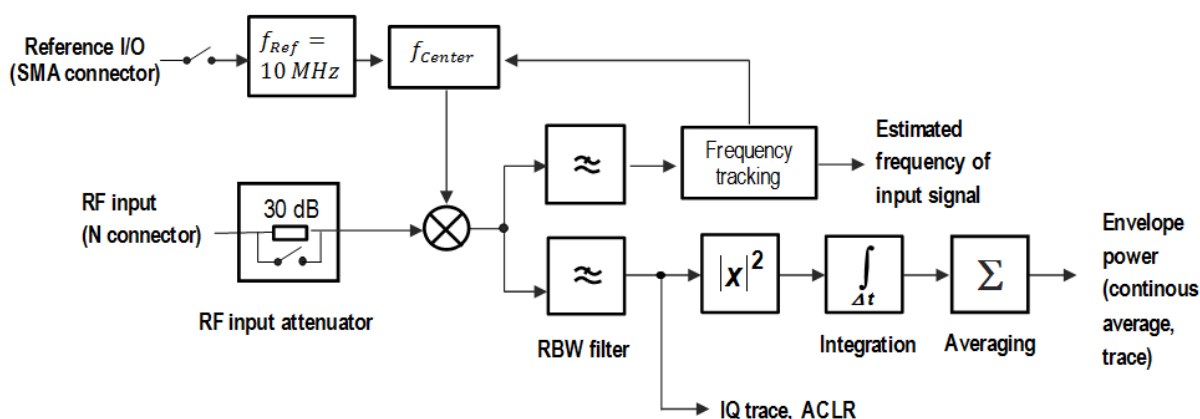 Reference I/O
(SMA connector)
f_Ref =
10 MHz
f_Center
Frequency
tracking
Estimated
frequency of
input signal
RF input
(N connector)
30 dB
RF input attenuator
≈
≈
RBW filter
|x|²
∫
Δt
Integration
Σ
Averaging
Envelope
power
(continous
average,
trace)
IQ trace, ACLR